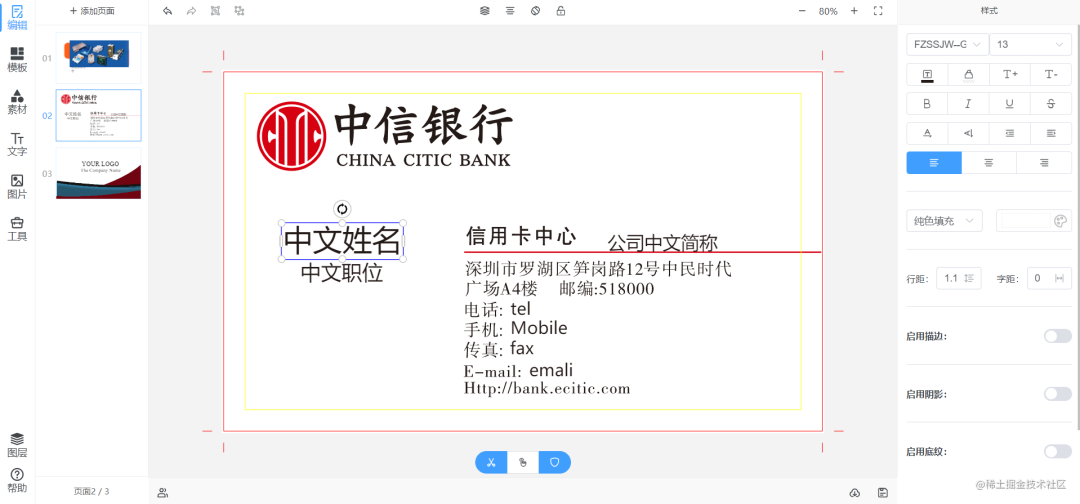 编辑
模板
素材
文字
图片
工具
图层
帮助
+ 添加页面
01
02
03
YOUR LOGO
The Company Name
页面2 / 3
80%
CITIC
中信银行
CHINA CITIC BANK
中文姓名
中文职位
信用卡中心
公司中文简称
深圳市罗湖区笋岗路12号中民时代
广场A4楼 邮编:518000
电话: tel
手机: Mobile
传真: fax
E-mail: emali
Http://bank.ecitic.com
样式
FZSSJW--G
13
T
T+
T-
B
I
U
S
纯色填充
行距: 1.1
字距: 0
启用描边:
启用阴影:
启用底纹:
@稀土掘金技术社区